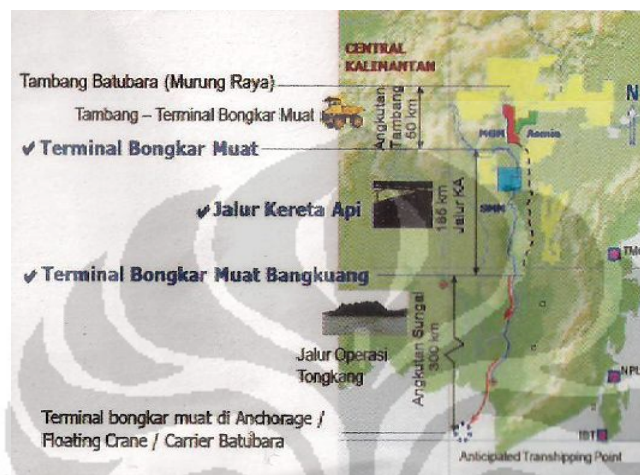 CENTRAL
KALIMANTAN
Tambang Batubara (Murung Raya)
Tambang – Terminal Bongkar Muat
Angkutan
Tambang
60 km
N
MGM
Asmin
✔ Terminal Bongkar Muat
✔ Jalur Kereta Api
185 km
Jalur KA
SMM
✔ Terminal Bongkar Muat Bangkuang
Jalur Operasi
Tongkang
Angkutan Sungai
300 km
NPL
Terminal bongkar muat di Anchorage /
Floating Crane / Carrier Batubara
IBT
Anticipated Transhipping Point